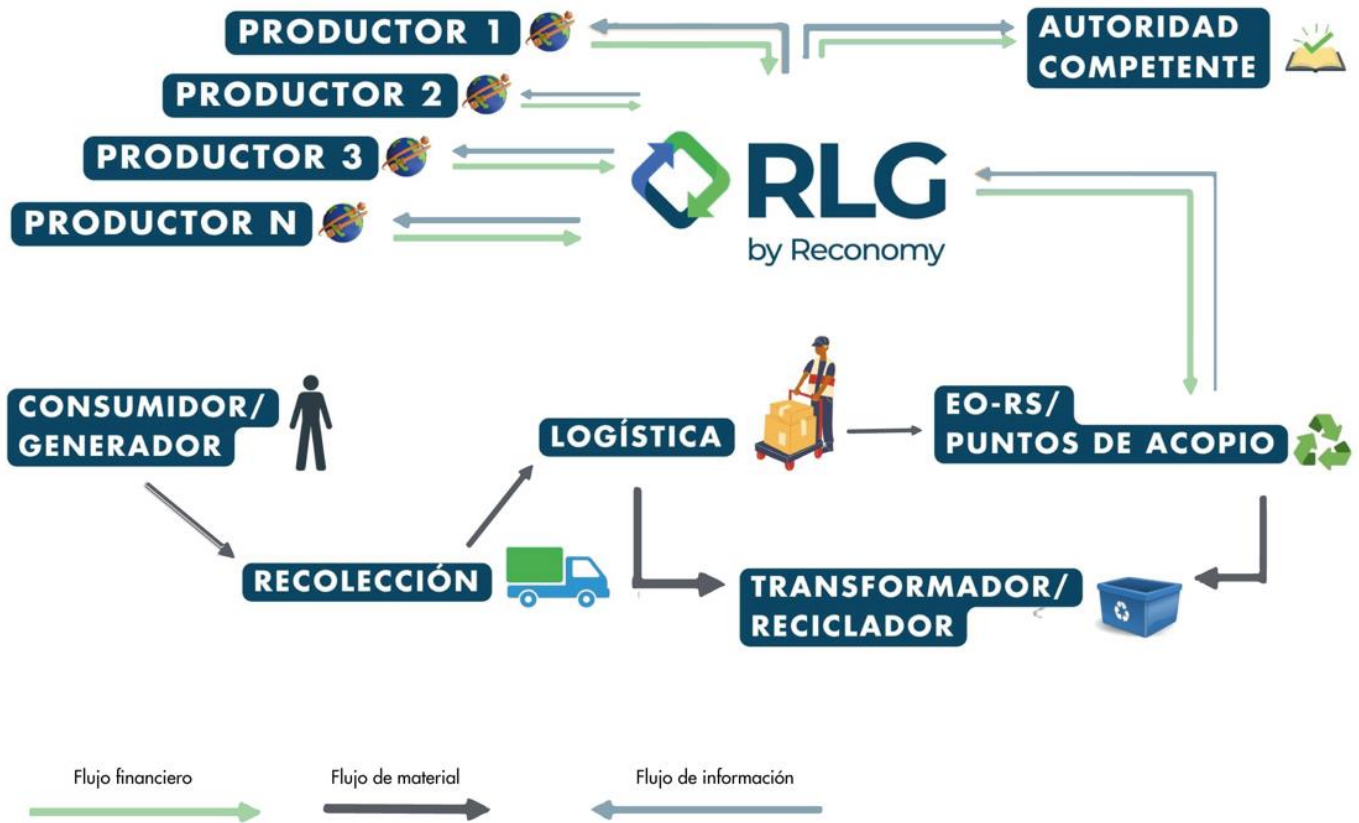 PRODUCTOR 1
AUTORIDAD
COMPETENTE
PRODUCTOR 2
PRODUCTOR 3
RLG
by Reconomy
PRODUCTOR N
CONSUMIDOR/
GENERADOR
LOGÍSTICA
EO-RS/
PUNTOS DE ACOPIO
RECOLECCIÓN
TRANSFORMADOR/
RECICLADOR
Flujo financiero
Flujo de material
Flujo de información